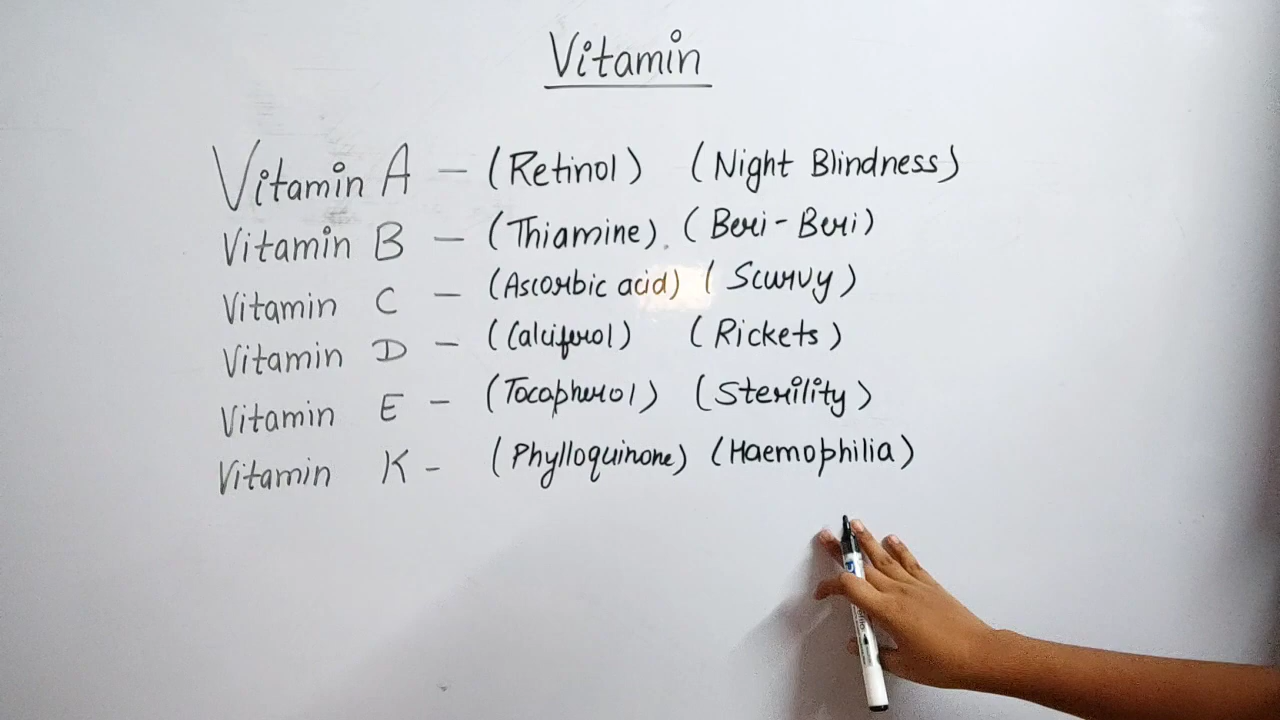 Vitamin
Vitamin A - (Retinol) (Night Blindness)
Vitamin B - (Thiamine). (Beri-Beri)
Vitamin C - (Ascorbic acid) (Scurvy)
Vitamin D - (Calciferol) (Rickets)
Vitamin E - (Tocapherol) (Sterility)
Vitamin K - (Phylloquinone) (Haemophilia)